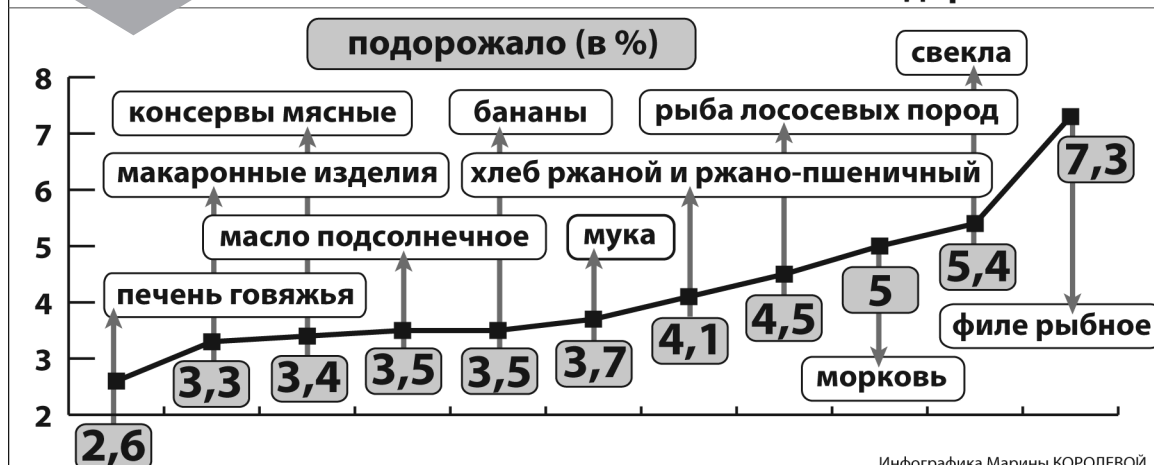 подорожало (в %)
свекла
8
консервы мясные
бананы
рыба лососевых пород
7
7,3
макаронные изделия
хлеб ржаной и ржано-пшеничный
6
масло подсолнечное
мука
5
5,4
печень говяжья
5
4
4,5
филе рыбное
4,1
3,7
3
3,5
3,5
3,4
3,3
морковь
2
2,6
Инфографика Марины КОРОЛЕВОЙ